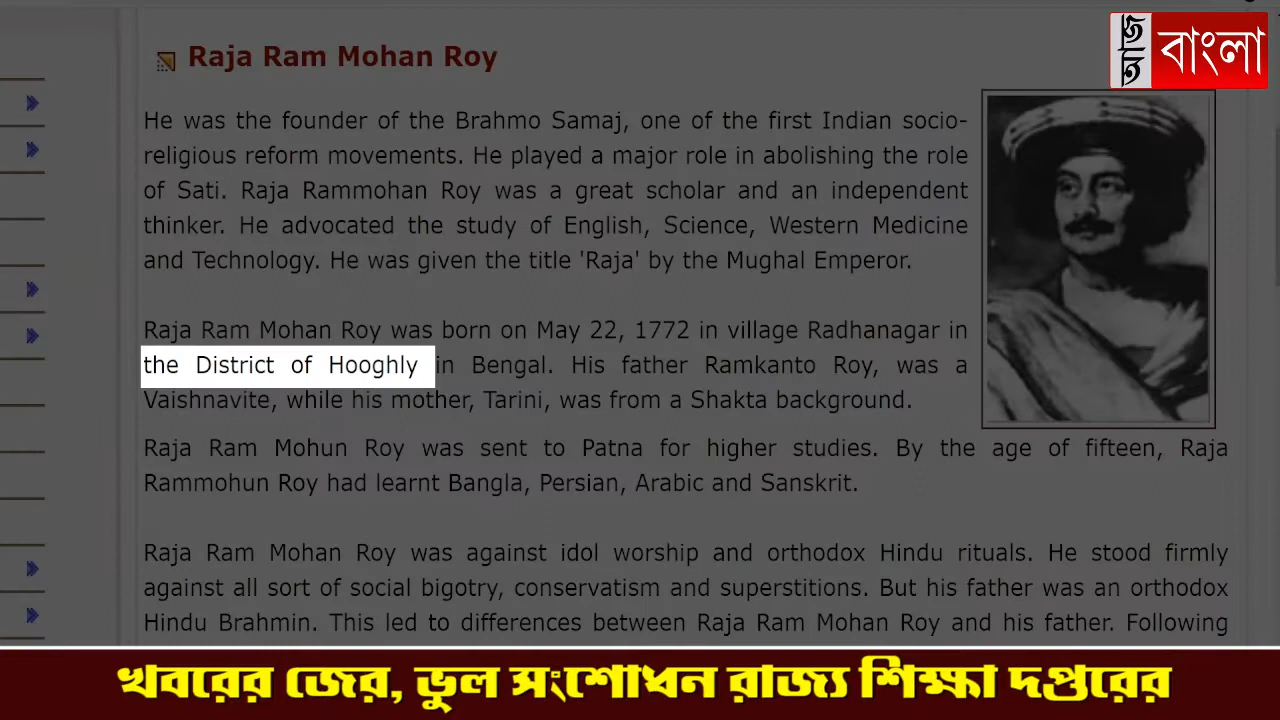 আজ বাংলা
Raja Ram Mohan Roy
He was the founder of the Brahmo Samaj, one of the first Indian socio-
religious reform movements. He played a major role in abolishing the role
of Sati. Raja Rammohan Roy was a great scholar and an independent
thinker. He advocated the study of English, Science, Western Medicine
and Technology. He was given the title 'Raja' by the Mughal Emperor.
Raja Ram Mohan Roy was born on May 22, 1772 in village Radhanagar in
the District of Hooghly in Bengal. His father Ramkanto Roy, was a
Vaishnavite, while his mother, Tarini, was from a Shakta background.
Raja Ram Mohun Roy was sent to Patna for higher studies. By the age of fifteen, Raja
Rammohun Roy had learnt Bangla, Persian, Arabic and Sanskrit.
Raja Ram Mohan Roy was against idol worship and orthodox Hindu rituals. He stood firmly
against all sort of social bigotry, conservatism and superstitions. But his father was an orthodox
Hindu Brahmin. This led to differences between Raja Ram Mohan Roy and his father. Following
খবরের জের, ভুল সংশোধন রাজ্য শিক্ষা দপ্তরের